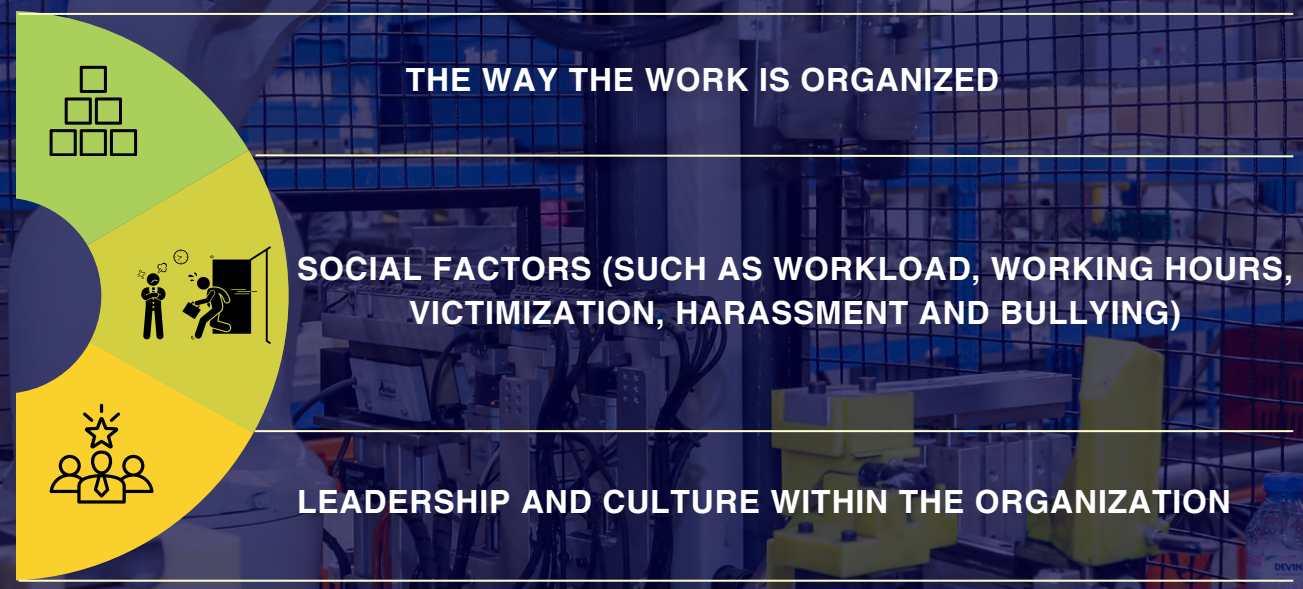 THE WAY THE WORK IS ORGANIZED
SOCIAL FACTORS (SUCH AS WORKLOAD, WORKING HOURS,
VICTIMIZATION, HARASSMENT AND BULLYING)
LEADERSHIP AND CULTURE WITHIN THE ORGANIZATION
DEVIN